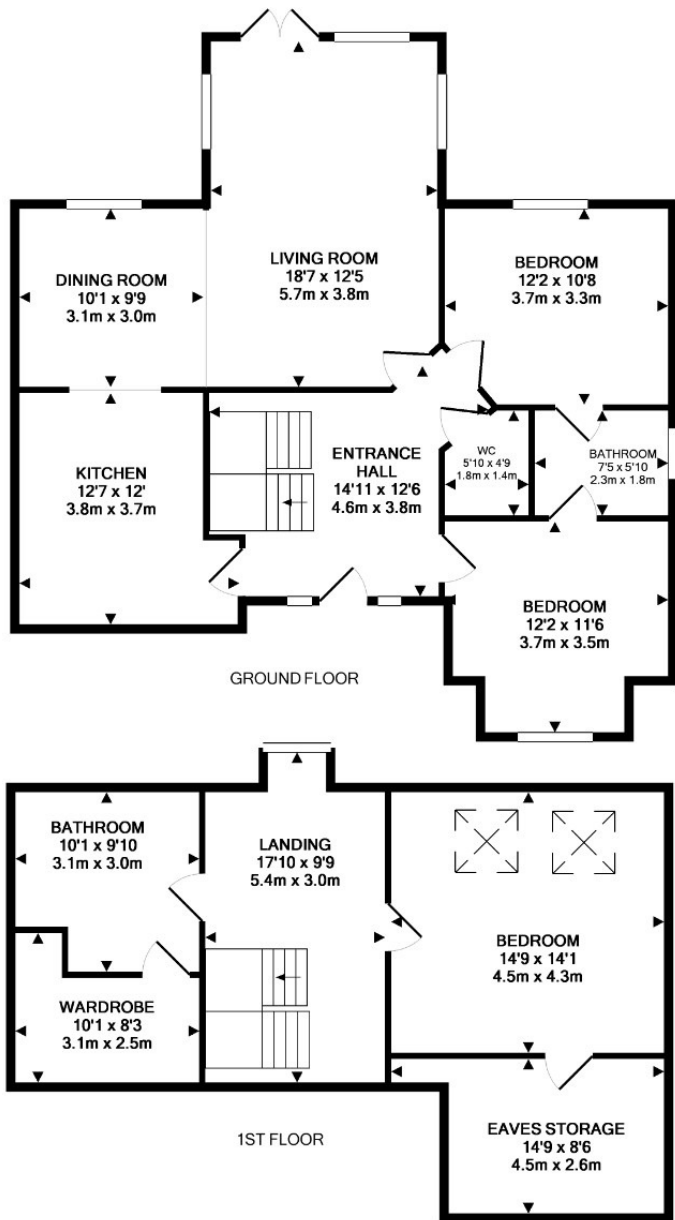 LIVING ROOM
18'7 x 12'5
5.7m x 3.8m
DINING ROOM
10'1 x 9'9
3.1m x 3.0m
BEDROOM
12'2 x 10'8
3.7m x 3.3m
KITCHEN
12'7 x 12'
3.8m x 3.7m
ENTRANCE
HALL
14'11 x 12'6
4.6m x 3.8m
WC
5'10 x 4'9
1.8m x 1.4m
BATHROOM
7'5 x 5'10
2.3m x 1.8m
BEDROOM
12'2 x 11'6
3.7m x 3.5m
GROUND FLOOR
BATHROOM
10'1 x 9'10
3.1m x 3.0m
LANDING
17'10 x 9'9
5.4m x 3.0m
BEDROOM
14'9 x 14'1
4.5m x 4.3m
WARDROBE
10'1 x 8'3
3.1m x 2.5m
EAVES STORAGE
14'9 x 8'6
4.5m x 2.6m
1ST FLOOR